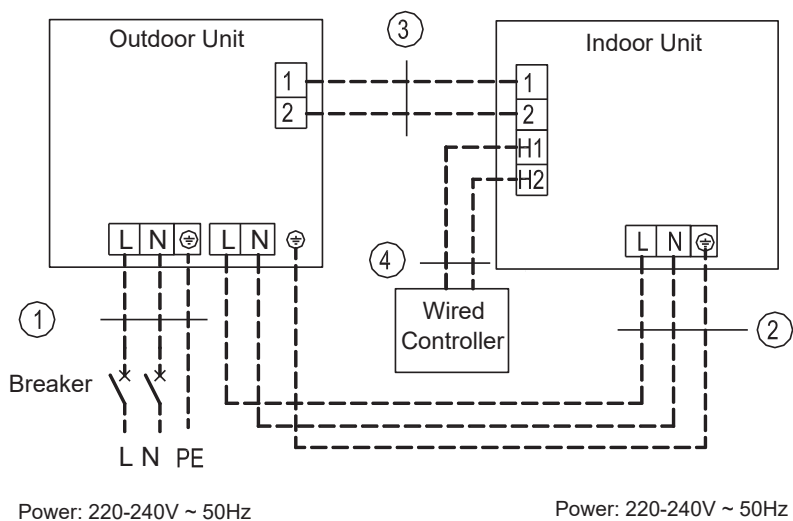 3
Outdoor Unit
Indoor Unit
1
1
2
2
H1
H2
L N L N
L N
4
1
Wired
Controller
2
Breaker
L N PE
Power: 220-240V ~ 50Hz
Power: 220-240V ~ 50Hz